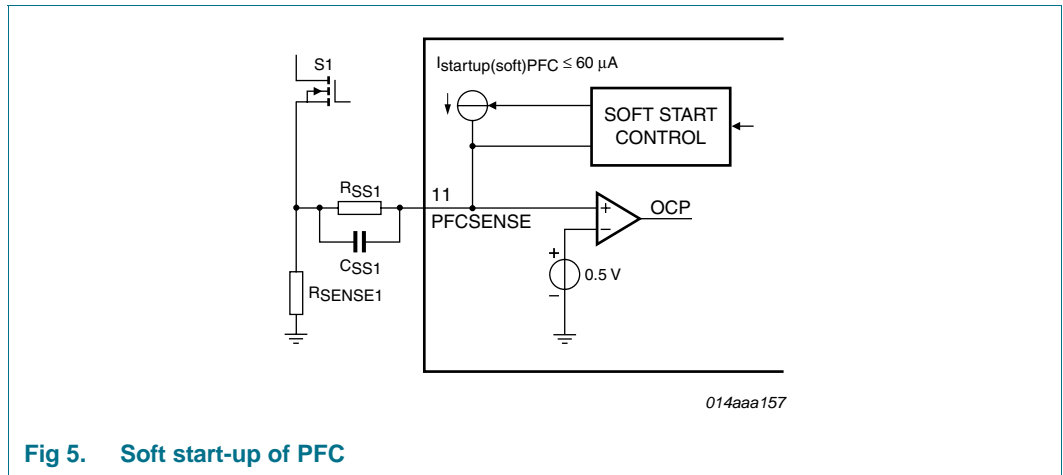 S1
Istartup(soft)PFC ≤ 60 μA
SOFT START
CONTROL
RSS1
11
PFCSENSE
OCP
CSS1
+
−
+
0.5 V
−
RSENSE1
014aaa157
Fig 5. Soft start-up of PFC